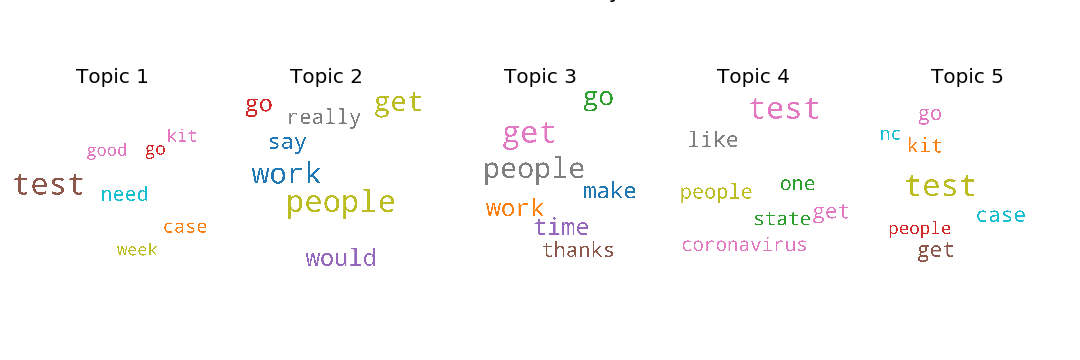 Topic 1
kit
good go
test
need
case
week
Topic 2
go
get
really
say
work
people
would
Topic 3
go
get
people
make
work
time
thanks
Topic 4
test
like
one
people
get
state
coronavirus
Topic 5
go
nc
kit
test
case
people
get